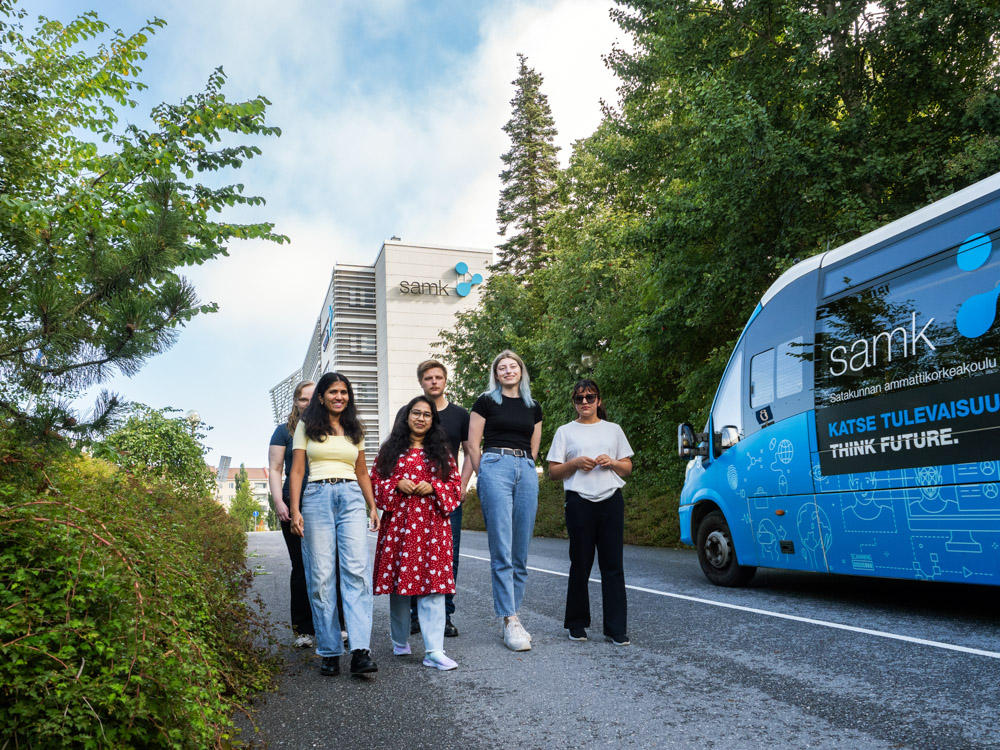 samk
samk
Satakunnan ammattikorkeakoulu
KATSE TULEVAISUU
THINK FUTURE.